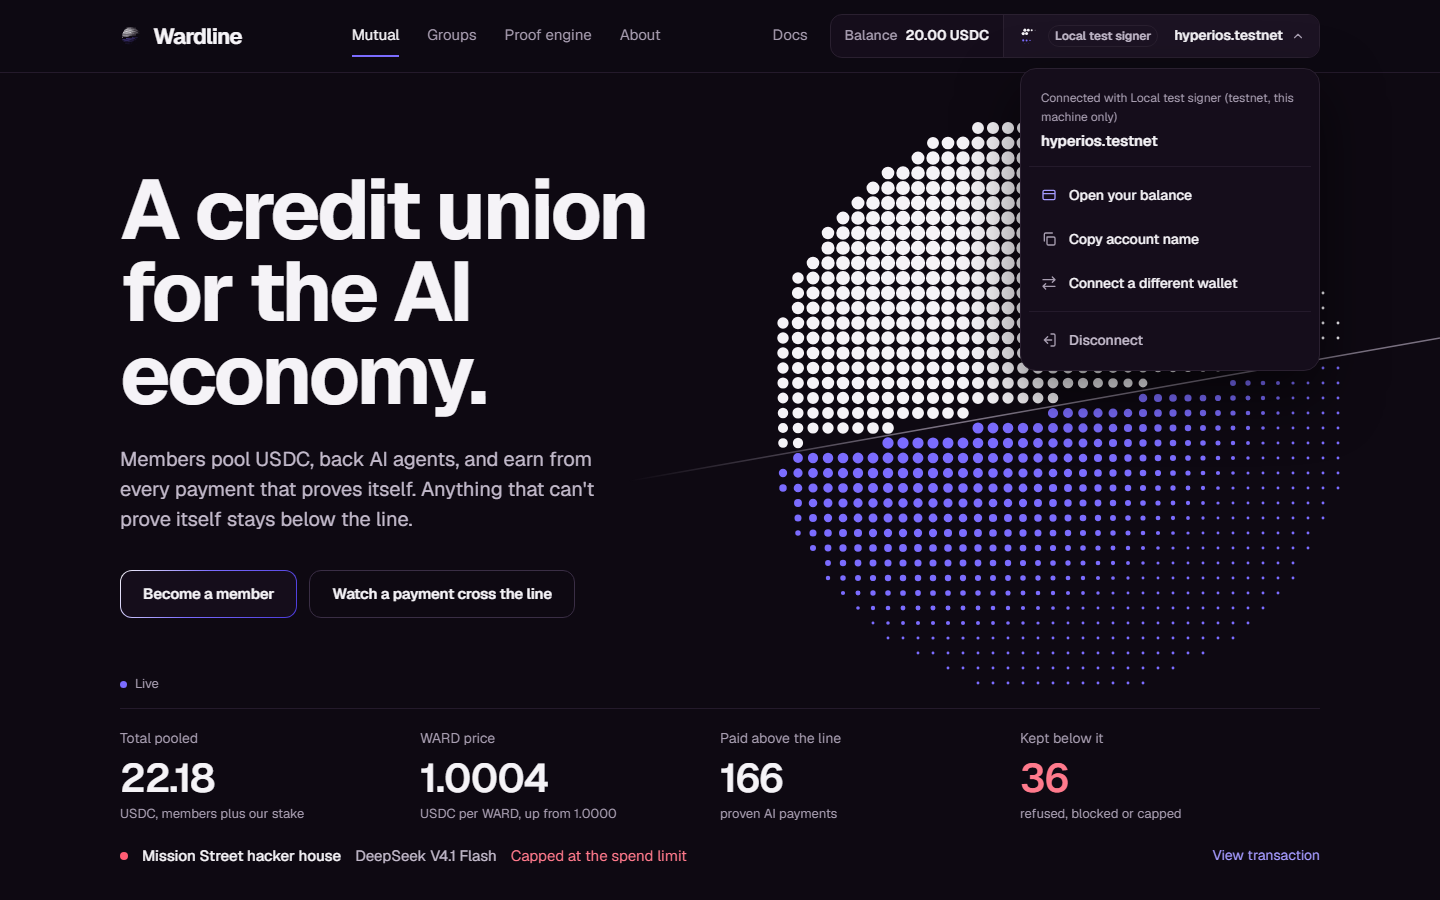 Wardline
Mutual
Groups
Proof engine
About
Docs
Balance 20.00 USDC
Local test signer
hyperios.testnet
Connected with Local test signer (testnet, this
machine only)
hyperios.testnet
Open your balance
Copy account name
Connect a different wallet
Disconnect
A credit union
for the AI
economy.
Members pool USDC, back AI agents, and earn from
every payment that proves itself. Anything that can't
prove itself stays below the line.
Become a member
Watch a payment cross the line
Live
Total pooled
22.18
USDC, members plus our stake
WARD price
1.0004
USDC per WARD, up from 1.0000
Paid above the line
166
proven AI payments
Kept below it
36
refused, blocked or capped
Mission Street hacker house DeepSeek V4.1 Flash Capped at the spend limit
View transaction